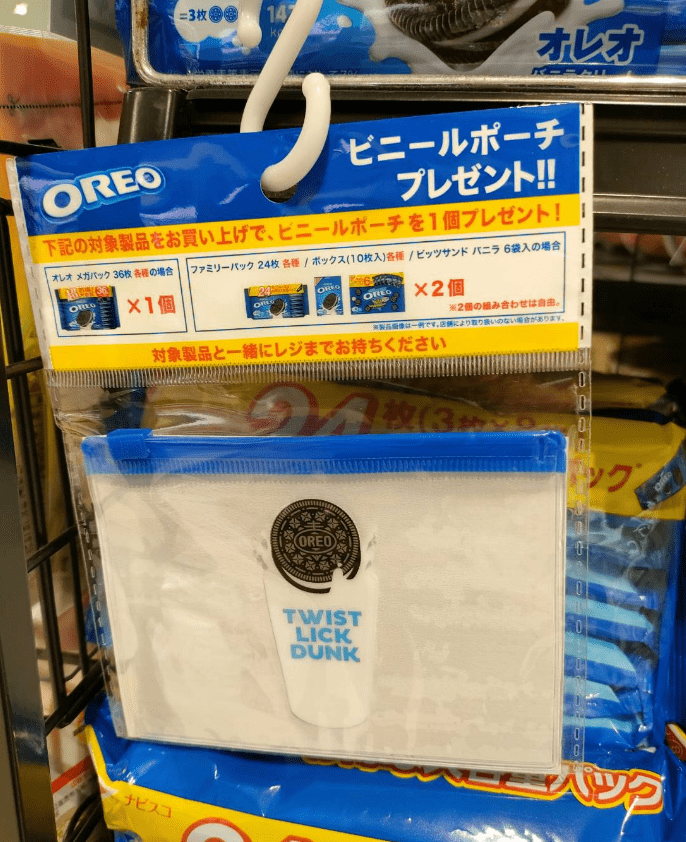 =3枚
オレオ
OREO
ビニールポーチ
プレゼント!!
下記の対象製品をお買い上げで、ビニールポーチを1個プレゼント!
オレオ メガパック 36枚 各種の場合
×1個
ファミリーパック 24枚 各種 / ボックス(10枚入)各種 / ビッツサンド バニラ 6袋入の場合
×2個
※2個の組み合わせは自由。
※製品画像は一例です。店舗により取り扱いのない場合があります。
対象製品と一緒にレジまでお持ちください
24枚(3枚×8
ック
OREO
TWIST
LICK
DUNK
パック
ナビスコ